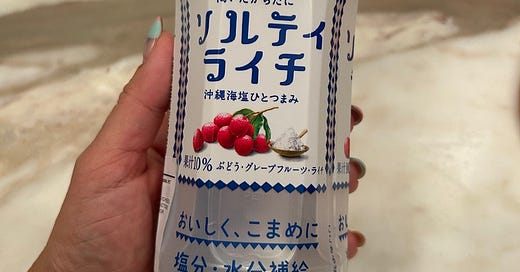 ソルティ
ライチ
沖縄海塩ひとつまみ
果汁10% ぶどう・グレープフルーツ・ライチ
おいしく、こまめに
塩分・水分補給